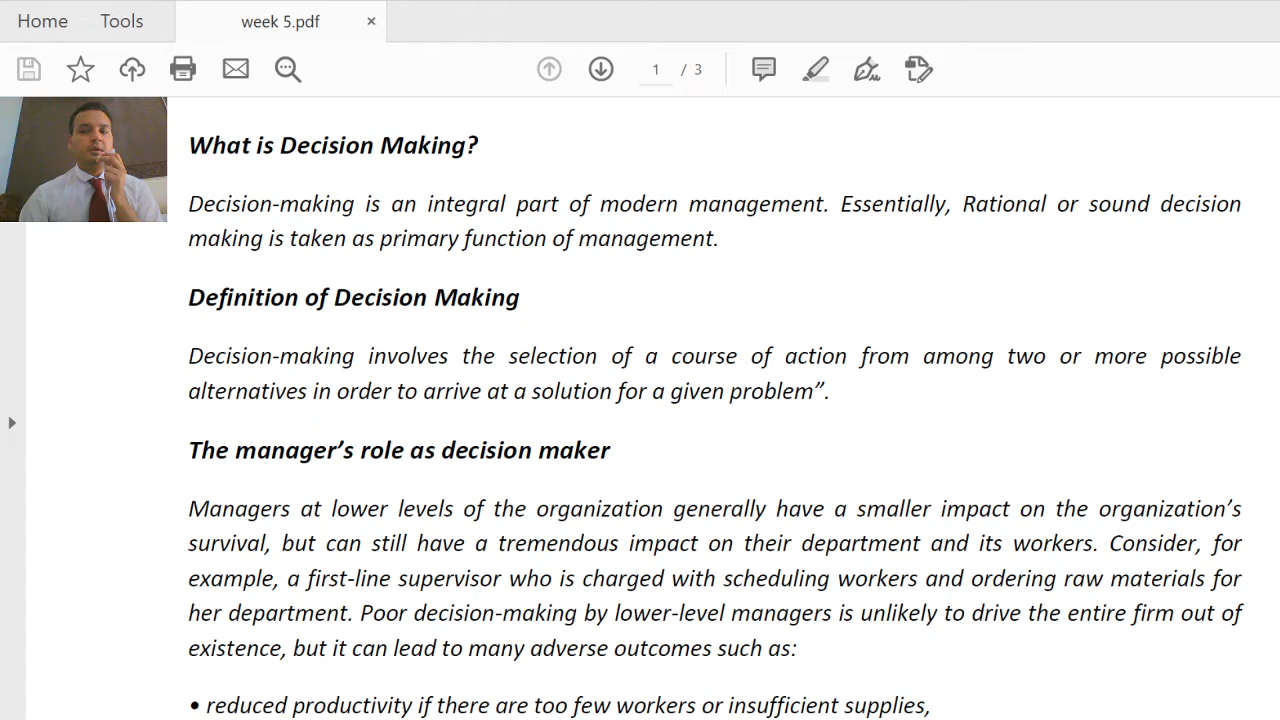 Home Tools week 5.pdf ×
1 / 3
What is Decision Making?
Decision-making is an integral part of modern management. Essentially, Rational or sound decision
making is taken as primary function of management.
Definition of Decision Making
Decision-making involves the selection of a course of action from among two or more possible
alternatives in order to arrive at a solution for a given problem”.
The manager’s role as decision maker
Managers at lower levels of the organization generally have a smaller impact on the organization’s
survival, but can still have a tremendous impact on their department and its workers. Consider, for
example, a first-line supervisor who is charged with scheduling workers and ordering raw materials for
her department. Poor decision-making by lower-level managers is unlikely to drive the entire firm out of
existence, but it can lead to many adverse outcomes such as:
• reduced productivity if there are too few workers or insufficient supplies,